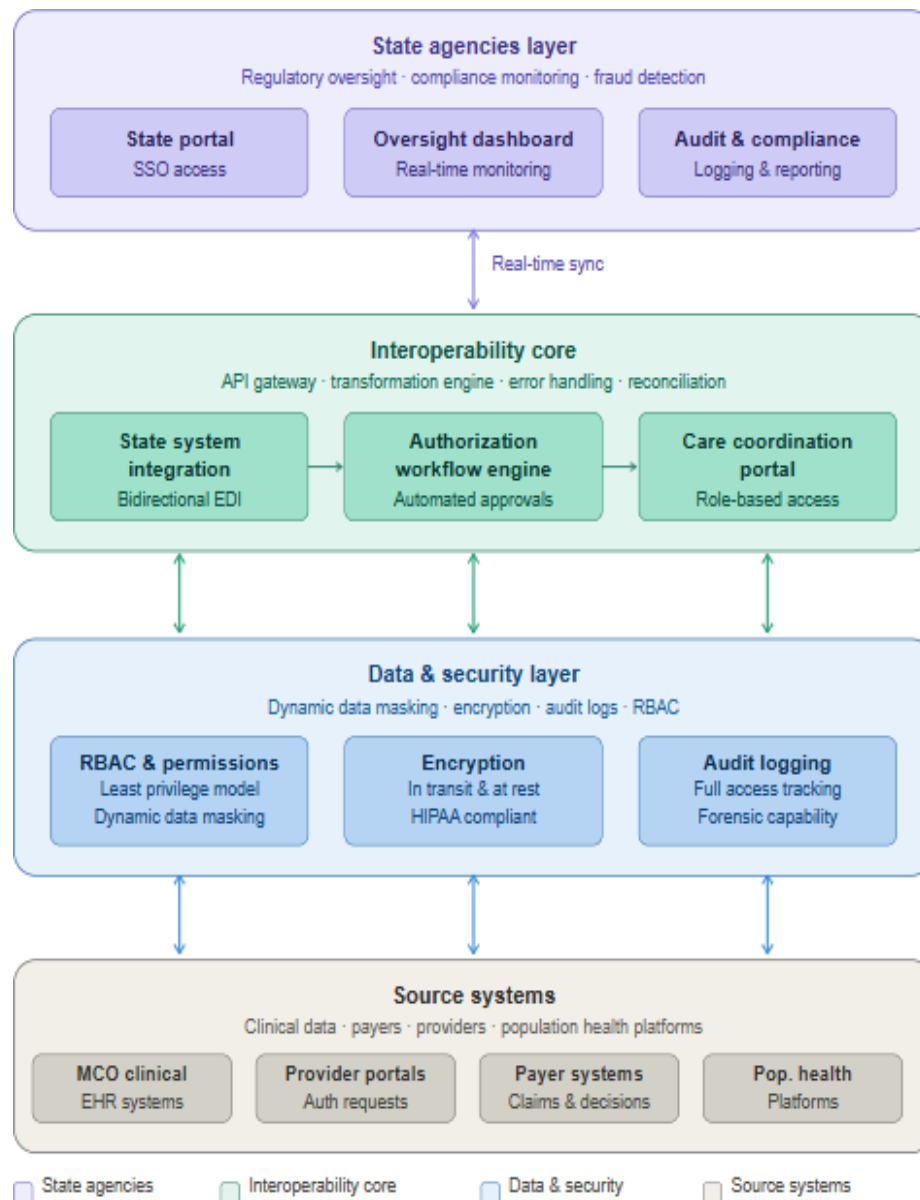 State agencies layer
Regulatory oversight · compliance monitoring · fraud detection
State portal
SSO access
Oversight dashboard
Real-time monitoring
Audit & compliance
Logging & reporting
Real-time sync
Interoperability core
API gateway · transformation engine · error handling · reconciliation
State system
integration
Bidirectional EDI
Authorization
workflow engine
Automated approvals
Care coordination
portal
Role-based access
Data & security layer
Dynamic data masking · encryption · audit logs · RBAC
RBAC & permissions
Least privilege model
Dynamic data masking
Encryption
In transit & at rest
HIPAA compliant
Audit logging
Full access tracking
Forensic capability
Source systems
Clinical data · payers · providers · population health platforms
MCO clinical
EHR systems
Provider portals
Auth requests
Payer systems
Claims & decisions
Pop. health
Platforms
State agencies
Interoperability core
Data & security
Source systems